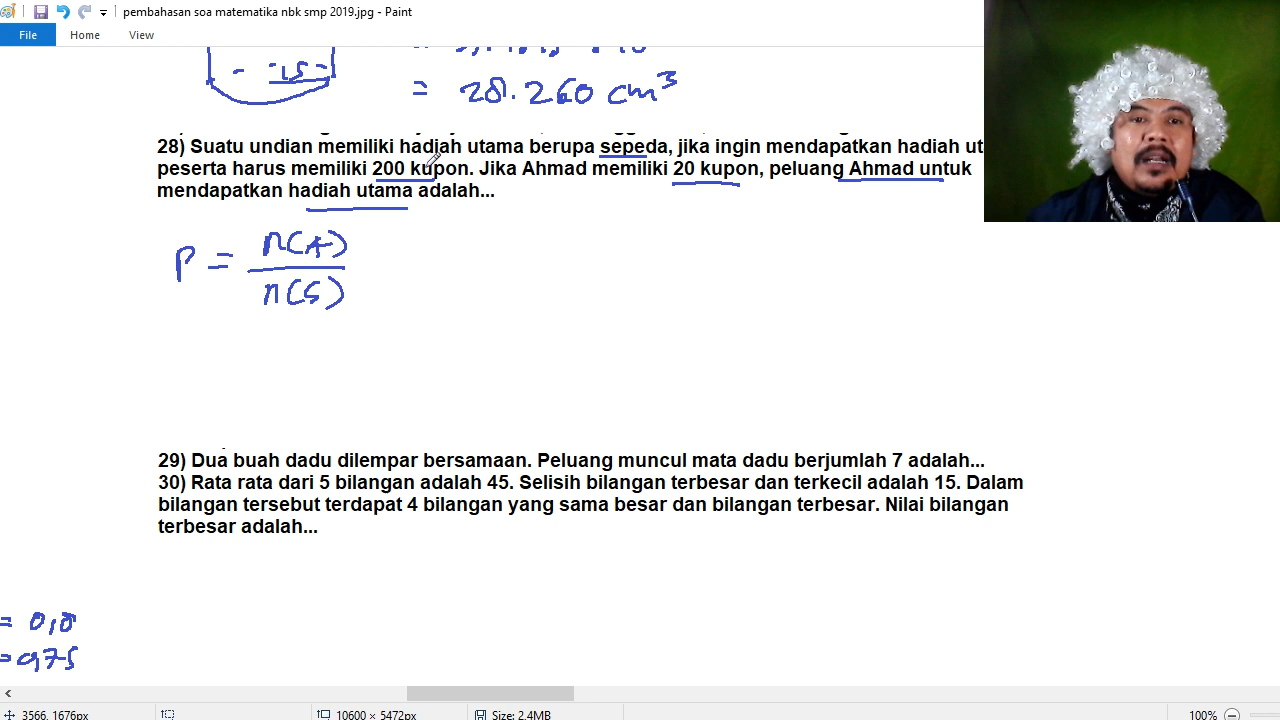 pembahasan soa matematika nbk smp 2019.jpg - Paint
File Home View
- -15-
= 28.260 cm³
28) Suatu undian memiliki hadiah utama berupa sepeda, jika ingin mendapatkan hadiah ut
peserta harus memiliki 200 kupon. Jika Ahmad memiliki 20 kupon, peluang Ahmad untuk
mendapatkan hadiah utama adalah...
P = n(A)
n(S)
29) Dua buah dadu dilempar bersamaan. Peluang muncul mata dadu berjumlah 7 adalah...
30) Rata rata dari 5 bilangan adalah 45. Selisih bilangan terbesar dan terkecil adalah 15. Dalam
bilangan tersebut terdapat 4 bilangan yang sama besar dan bilangan terbesar. Nilai bilangan
terbesar adalah...
= 0,8
= 0,75
3566, 1676px 10600 × 5472px Size: 2.4MB 100%